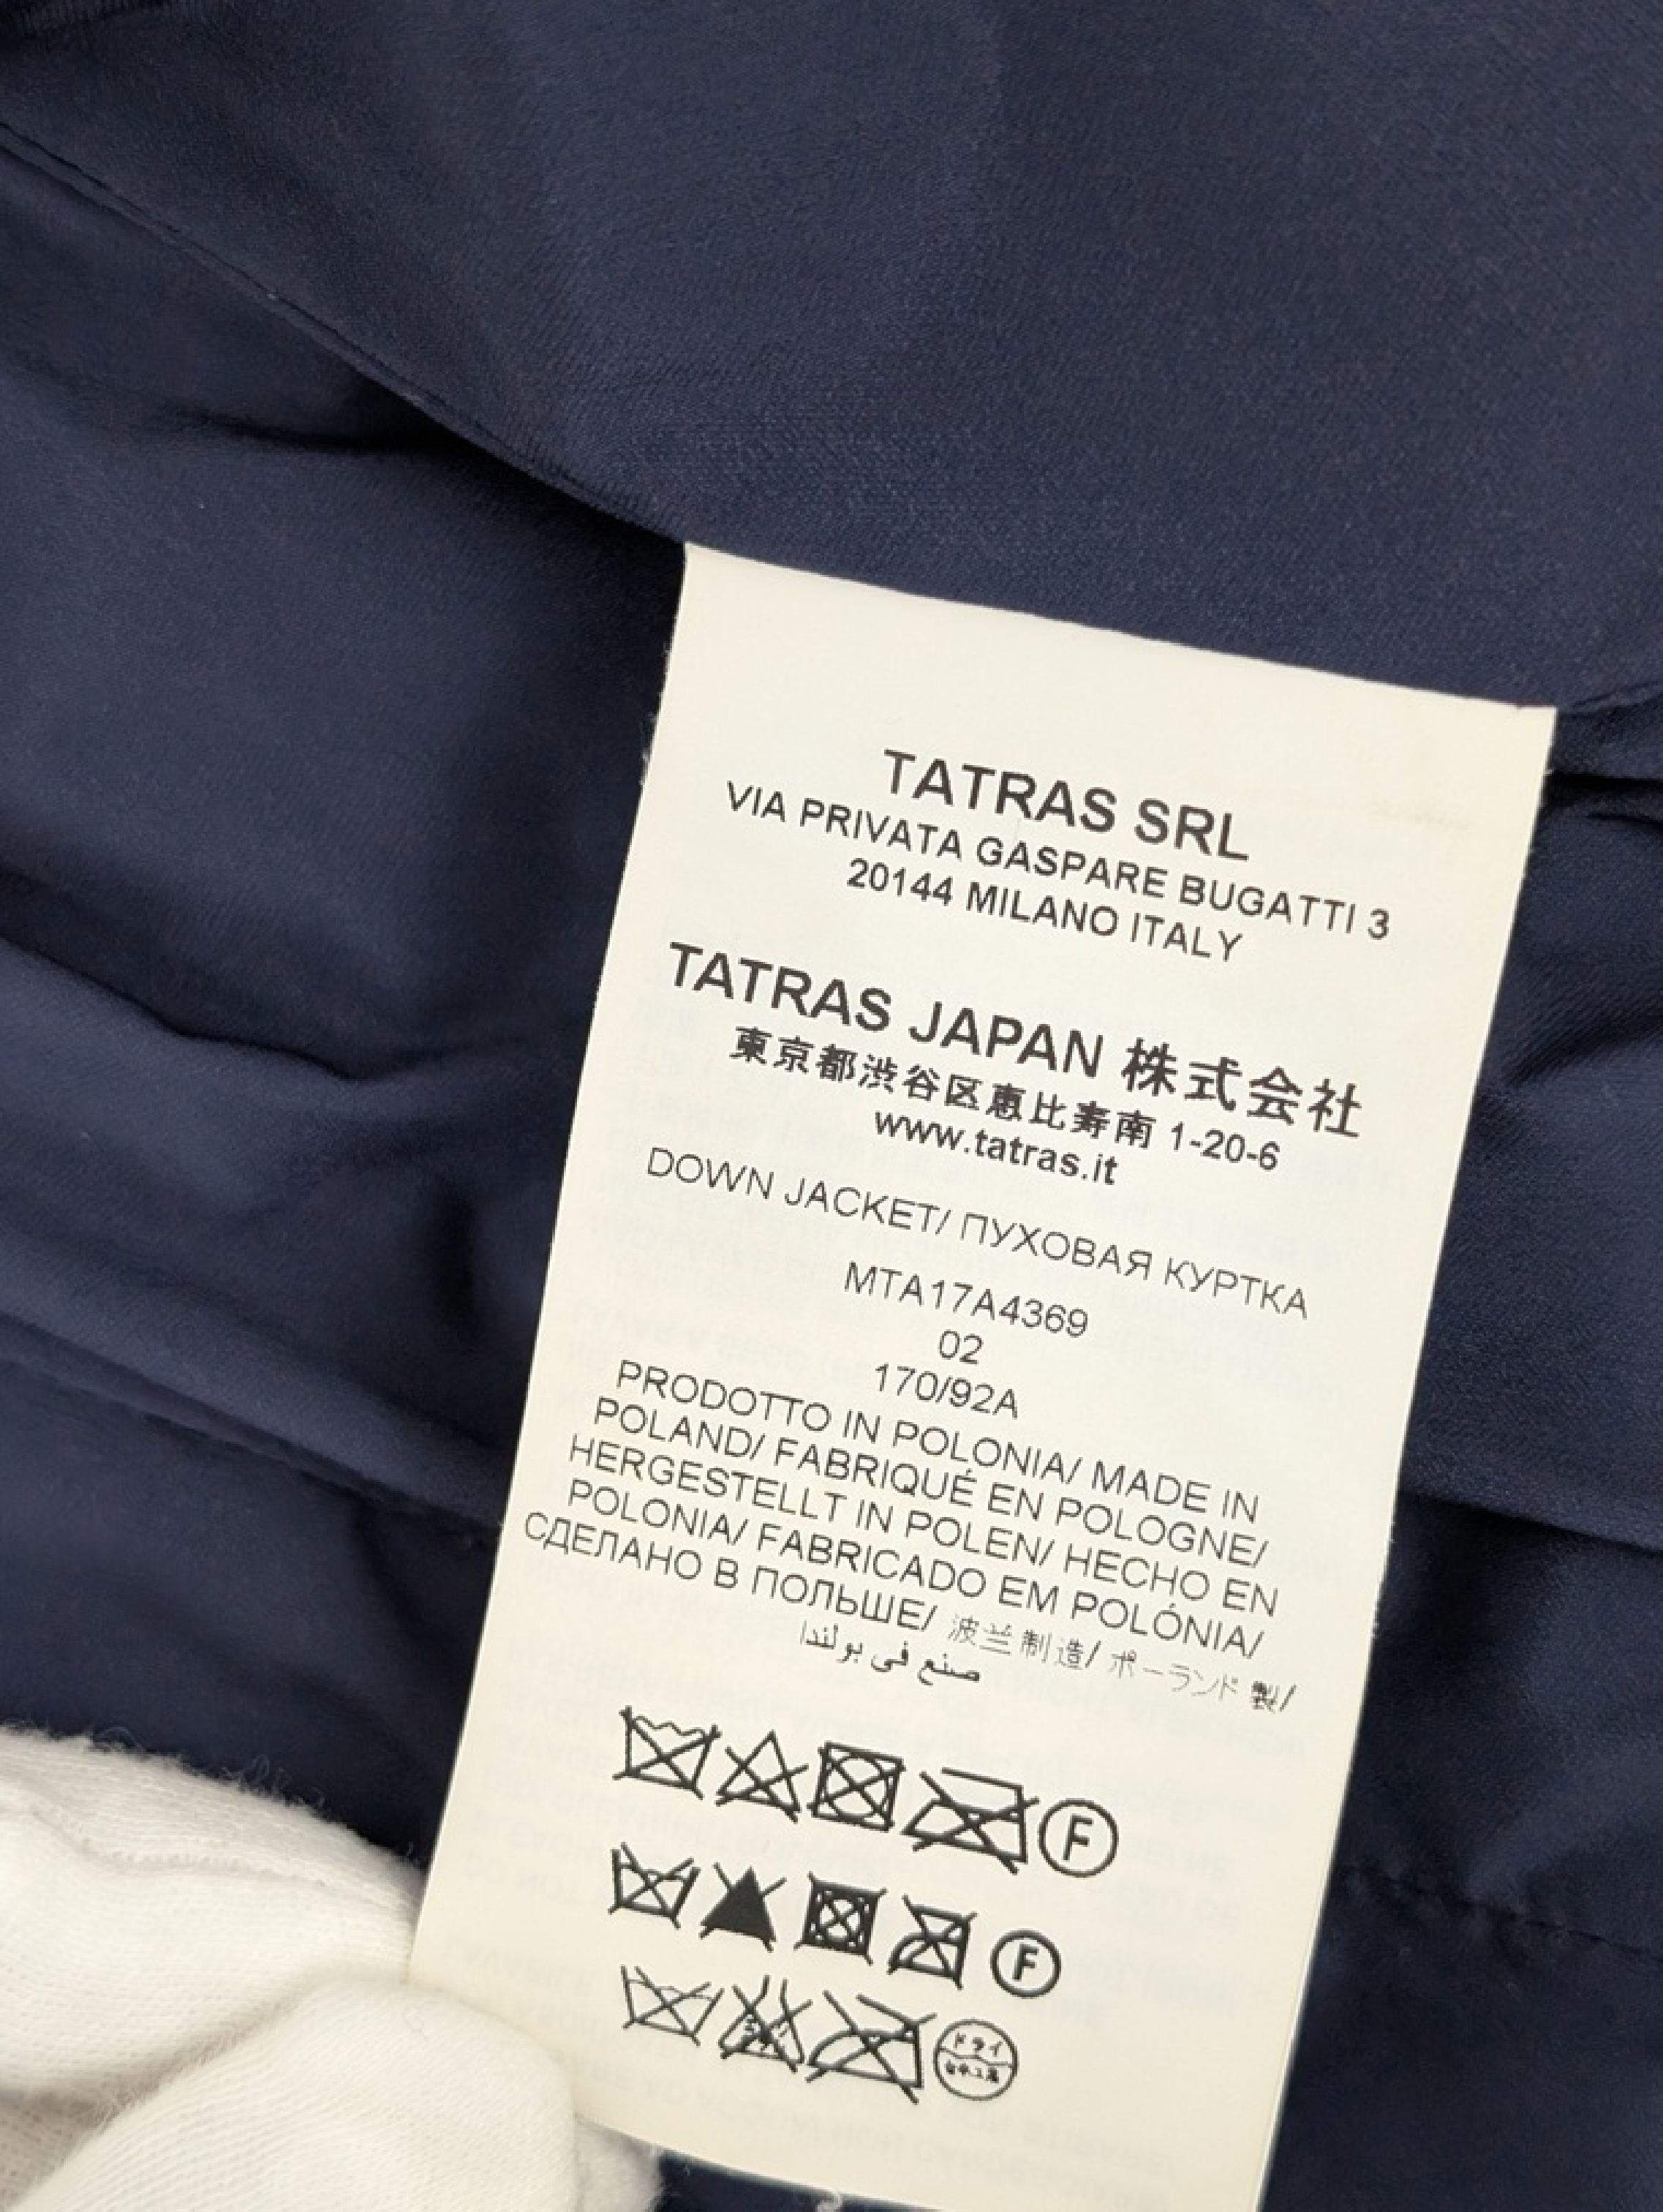 TATRAS SRL
VIA PRIVATA GASPARE BUGATTI 3
20144 MILANO ITALY
TATRAS JAPAN 株式会社
東京都渋谷区恵比寿南 1-20-6
www.tatras.it
DOWN JACKET/ ПУХОВАЯ КУРТКА
MTA17A4369
02
170/92A
PRODOTTO IN POLONIA/ MADE IN
POLAND/ FABRIQUÉ EN POLOGNE/
HERGESTELLT IN POLEN/ HECHO EN
POLONIA/ FABRICADO EM POLÓNIA/
СДЕЛАНО В ПОЛЬШЕ/ 波兰制造/ ポーランド製/
صنع في بولندا
F
F
ドライ